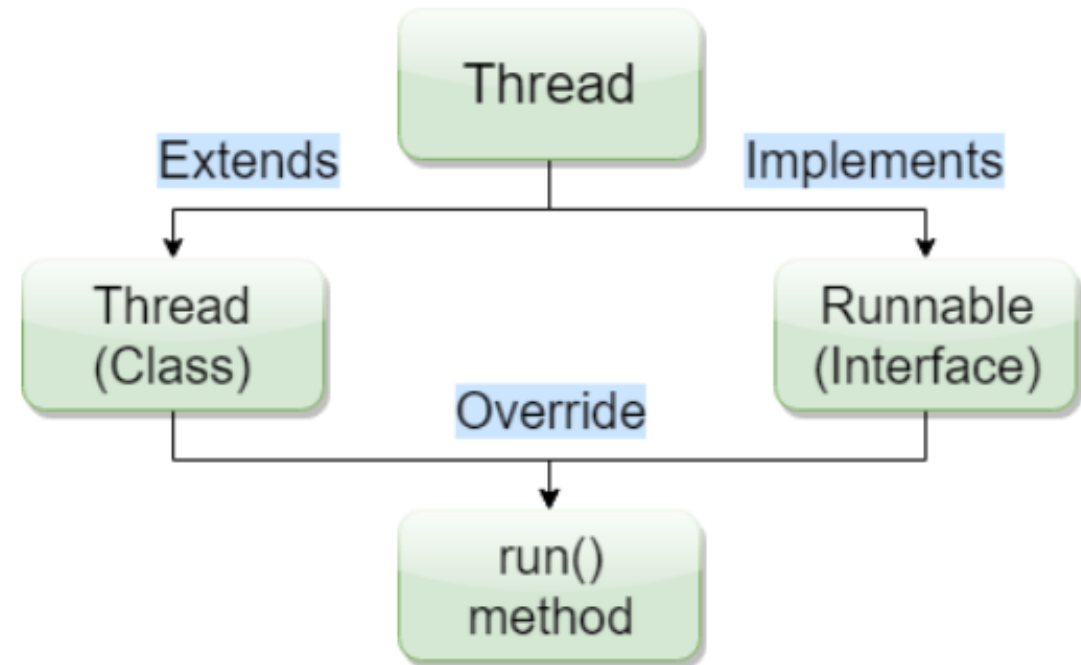 Thread
Extends
Implements
Thread
(Class)
Runnable
(Interface)
Override
run()
method